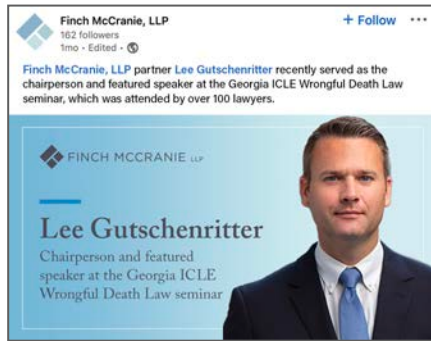 Finch McCranie, LLP
+ Follow ...
162 followers
1mo • Edited •
Finch McCranie, LLP partner Lee Gutschenritter recently served as the
chairperson and featured speaker at the Georgia ICLE Wrongful Death Law
seminar, which was attended by over 100 lawyers.
FINCH MCCRANIE LLP
Lee Gutschenritter
Chairperson and featured
speaker at the Georgia ICLE
Wrongful Death Law seminar